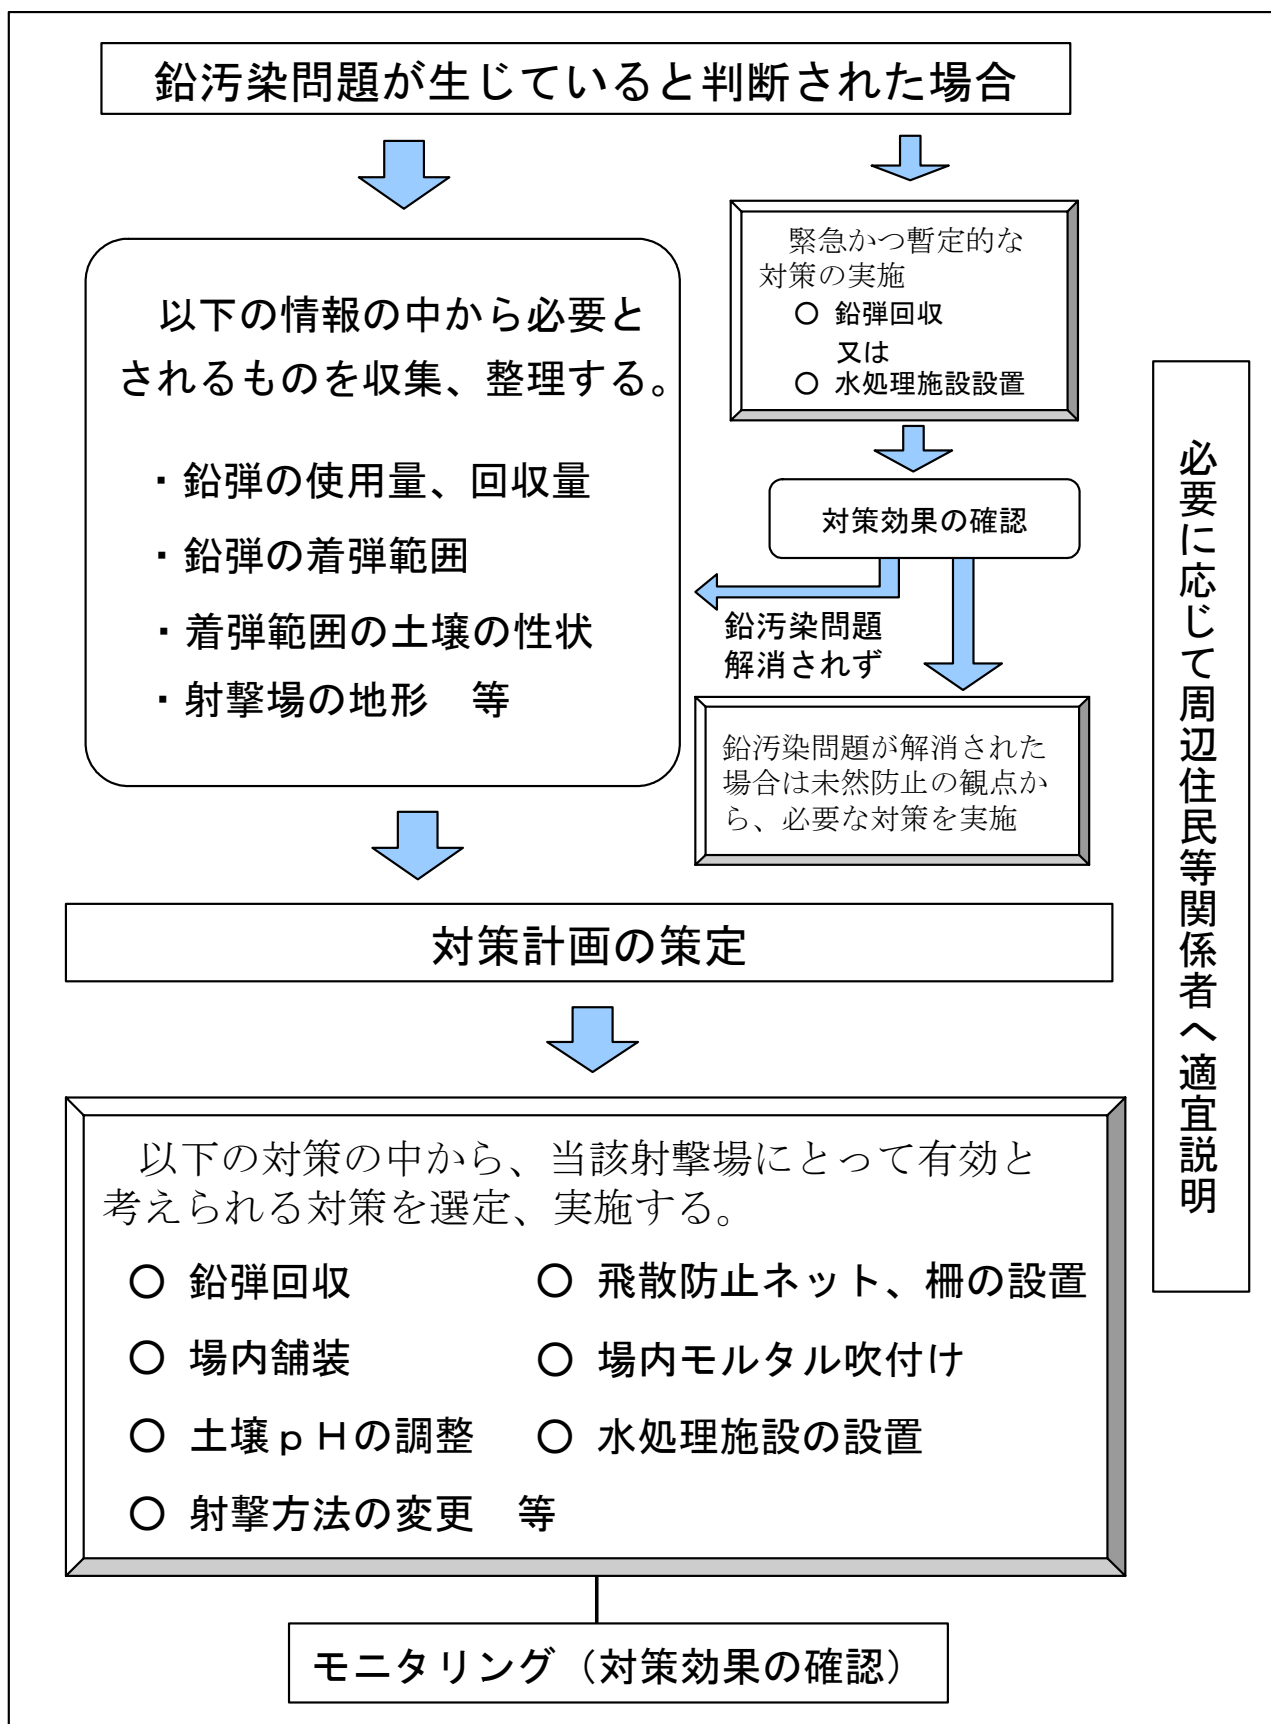 鉛汚染問題が生じていると判断された場合
緊急かつ暫定的な
対策の実施
○ 鉛弾回収
又は
○ 水処理施設設置
以下の情報の中から必要と
されるものを収集、整理する。
・鉛弾の使用量、回収量
・鉛弾の着弾範囲
・着弾範囲の土壌の性状
・射撃場の地形　等
対策効果の確認
鉛汚染問題
解消されず
鉛汚染問題が解消された
場合は未然防止の観点か
ら、必要な対策を実施
対策計画の策定
以下の対策の中から、当該射撃場にとって有効と
考えられる対策を選定、実施する。
○ 鉛弾回収　○ 飛散防止ネット、柵の設置
○ 場内舗装　○ 場内モルタル吹付け
○ 土壌ｐＨの調整　○ 水処理施設の設置
○ 射撃方法の変更　等
モニタリング（対策効果の確認）
必要に応じて周辺住民等関係者へ適宜説明